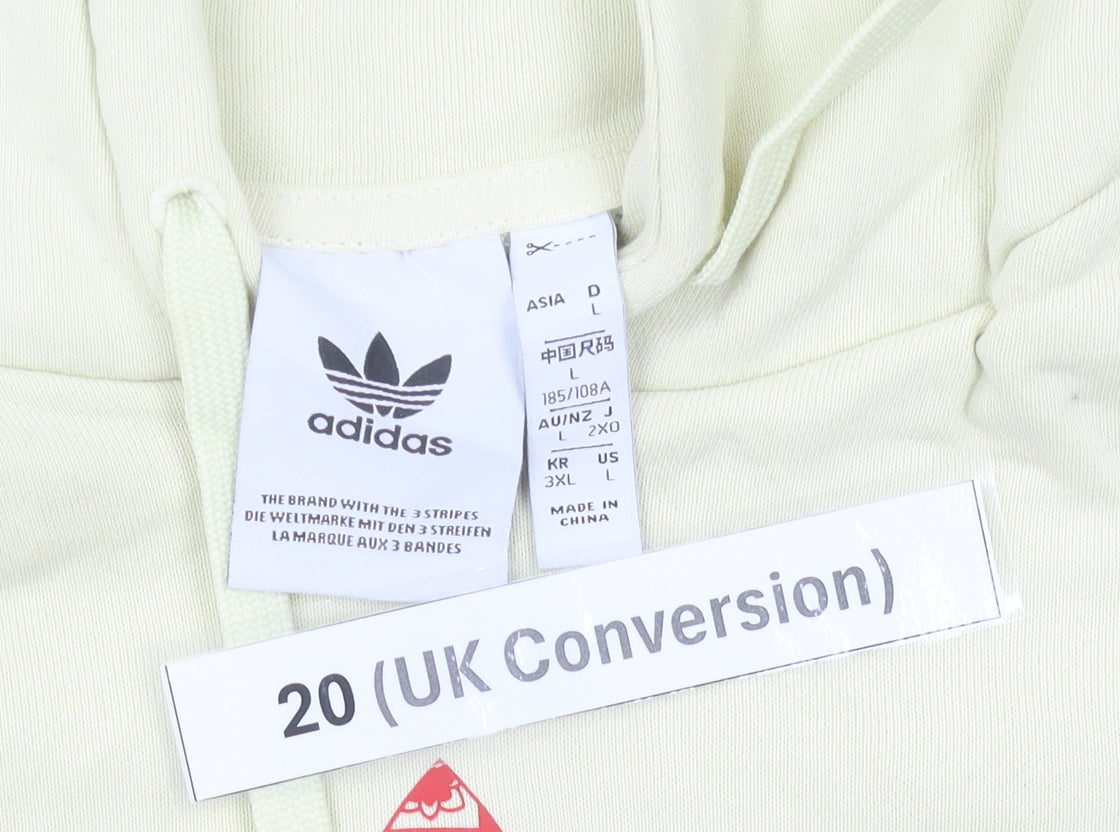 adidas
THE BRAND WITH THE 3 STRIPES
DIE WELTMARKE MIT DEN 3 STREIFEN
LA MARQUE AUX 3 BANDES
ASIA D
L
中国尺码
L
185/108A
AU/NZ J
L 2XO
KR US
3XL L
MADE IN
CHINA
20 (UK Conversion)